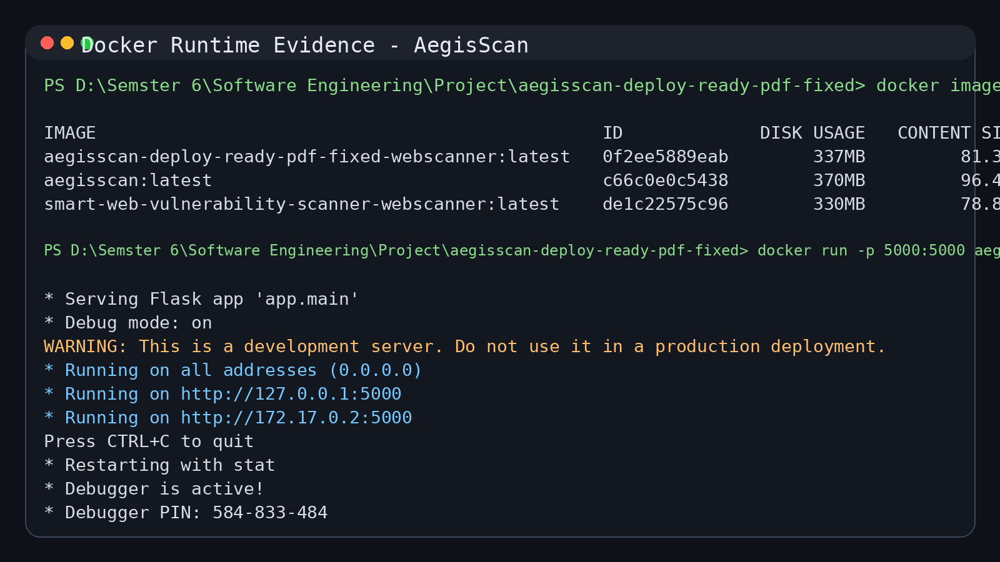 Docker Runtime Evidence - AegisScan
PS D:\Semster 6\Software Engineering\Project\aegisscan-deploy-ready-pdf-fixed> docker image
IMAGE ID DISK USAGE CONTENT SI
aegisscan-deploy-ready-pdf-fixed-webscanner:latest 0f2ee5889eab 337MB 81.3
aegisscan:latest c66c0e0c5438 370MB 96.4
smart-web-vulnerability-scanner-webscanner:latest de1c22575c96 330MB 78.8
PS D:\Semster 6\Software Engineering\Project\aegisscan-deploy-ready-pdf-fixed> docker run -p 5000:5000 aeg
* Serving Flask app 'app.main'
* Debug mode: on
WARNING: This is a development server. Do not use it in a production deployment.
* Running on all addresses (0.0.0.0)
* Running on http://127.0.0.1:5000
* Running on http://172.17.0.2:5000
Press CTRL+C to quit
* Restarting with stat
* Debugger is active!
* Debugger PIN: 584-833-484